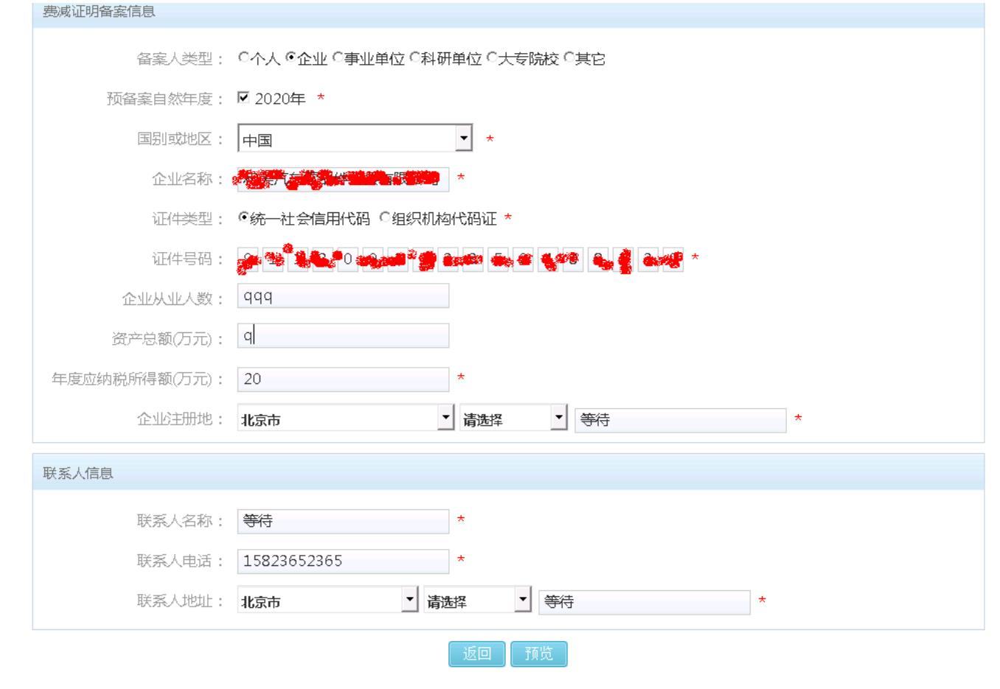 费减证明备案信息
备案人类型： 个人 企业 事业单位 科研单位 大专院校 其它
预备案自然年度： 2020年 *
国别或地区： 中国 *
企业名称： *
证件类型： 统一社会信用代码 组织机构代码证 *
证件号码： *
企业从业人数： qqq
资产总额(万元)： q
年度应纳税所得额(万元)： 20 *
企业注册地： 北京市 请选择 等待 *
联系人信息
联系人名称： 等待 *
联系人电话： 15823652365 *
联系人地址： 北京市 请选择 等待 *
返回 预览